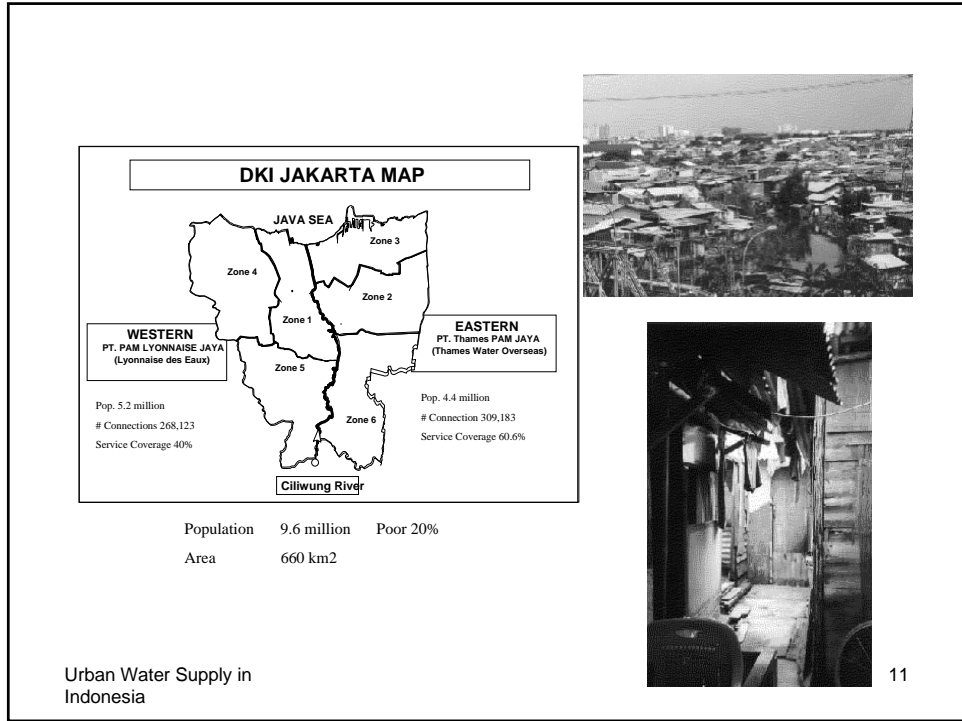 DKI JAKARTA MAP
JAVA SEA
Zone 3
Zone 4
Zone 2
Zone 1
WESTERN
PT. PAM LYONNAISE JAYA
(Lyonnaise des Eaux)
EASTERN
PT. Thames PAM JAYA
(Thames Water Overseas)
Zone 5
Zone 6
Pop. 5.2 million
# Connections 268,123
Service Coverage 40%
Pop. 4.4 million
# Connection 309,183
Service Coverage 60.6%
Ciliwung River
Population 9.6 million Poor 20%
Area 660 km2
Urban Water Supply in
Indonesia
11